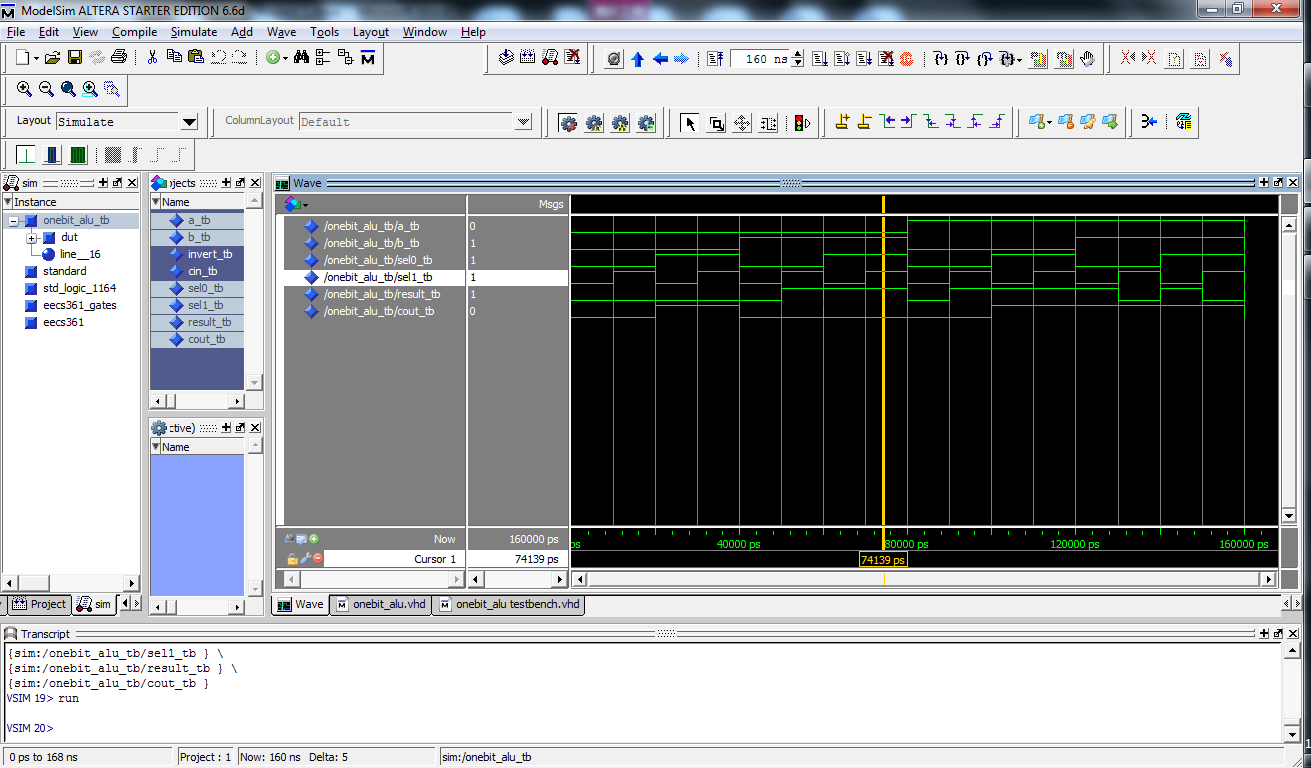 ModelSim ALTERA STARTER EDITION 6.6d
File Edit View Compile Simulate Add Wave Tools Layout Window Help
160 ns
Layout Simulate ColumnLayout Default
sim
Instance
onebit_alu_tb
dut
line__16
standard
std_logic_1164
eecs361_gates
eecs361
Project sim
jects
Name
a_tb
b_tb
invert_tb
cin_tb
sel0_tb
sel1_tb
result_tb
cout_tb
ctive)
Name
Wave
Msgs
/onebit_alu_tb/a_tb 0
/onebit_alu_tb/b_tb 1
/onebit_alu_tb/sel0_tb 1
/onebit_alu_tb/sel1_tb 1
/onebit_alu_tb/result_tb 1
/onebit_alu_tb/cout_tb 0
Now 160000 ps
Cursor 1 74139 ps
ps 40000 ps 80000 ps 120000 ps 160000 ps
74139 ps
Wave onebit_alu.vhd onebit_alu testbench.vhd
Transcript
{sim:/onebit_alu_tb/sel1_tb } \
{sim:/onebit_alu_tb/result_tb } \
{sim:/onebit_alu_tb/cout_tb }
VSIM 19> run
VSIM 20>
0 ps to 168 ns Project : 1 Now: 160 ns Delta: 5 sim:/onebit_alu_tb